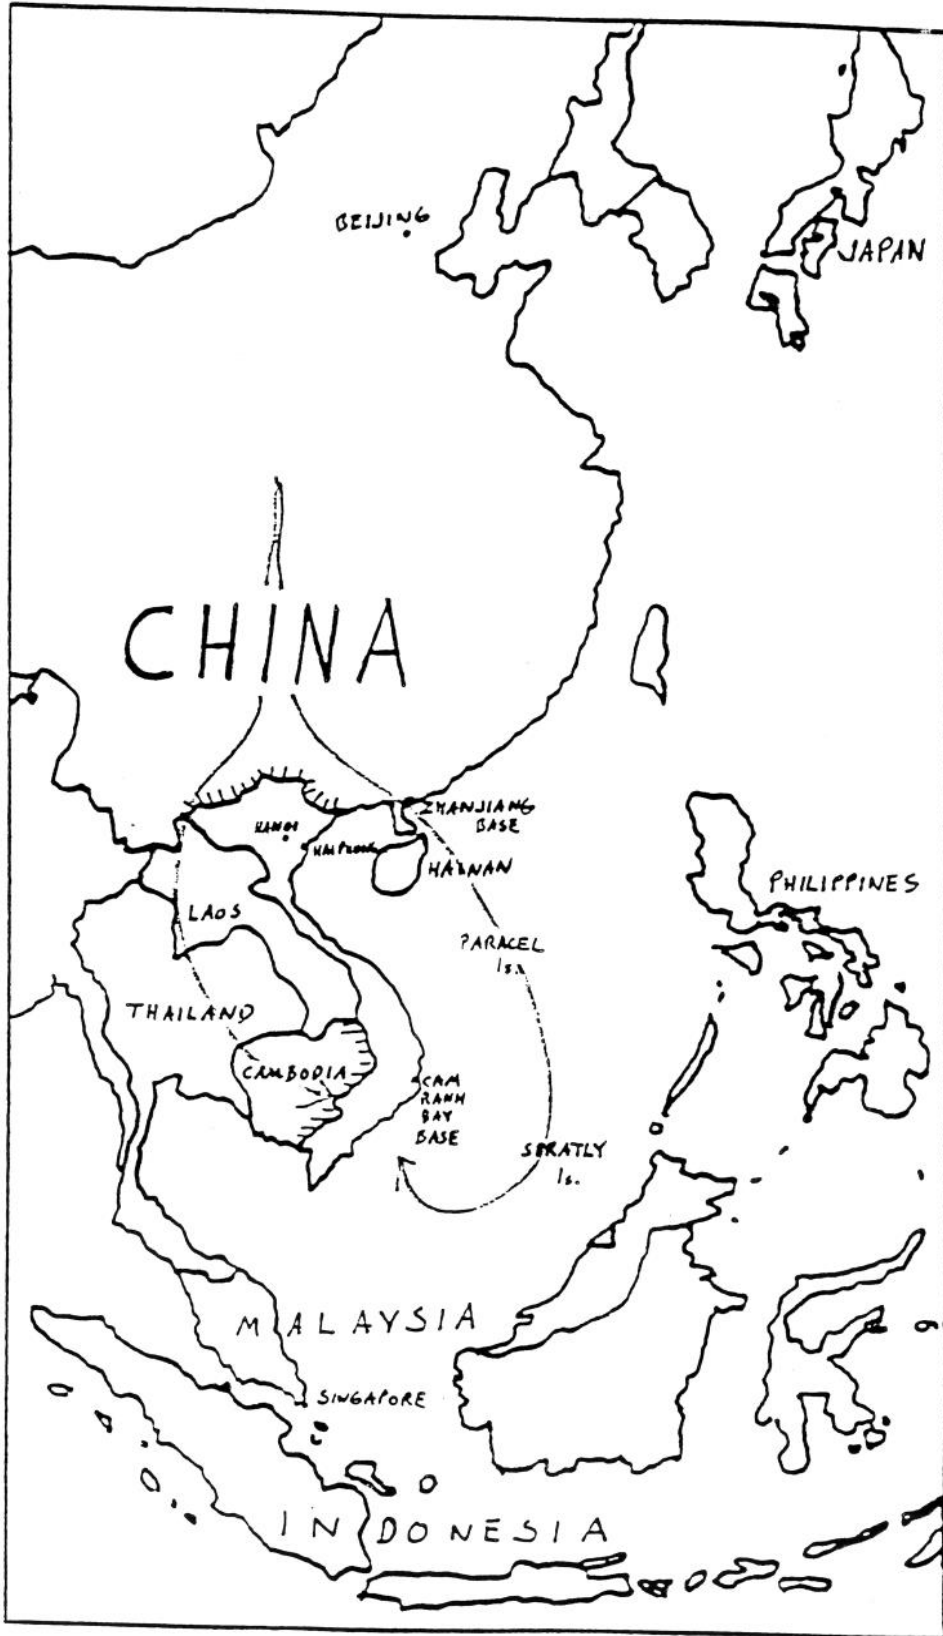 BEIJING
JAPAN
CHINA
ZHANJIANG
BASE
HANOI
HAIPHONG
HAINAN
LAOS
PARACEL
Is.
PHILIPPINES
THAILAND
CAMBODIA
CAM
RANH
BAY
BASE
SPRATLY
Is.
MALAYSIA
SINGAPORE
INDONESIA